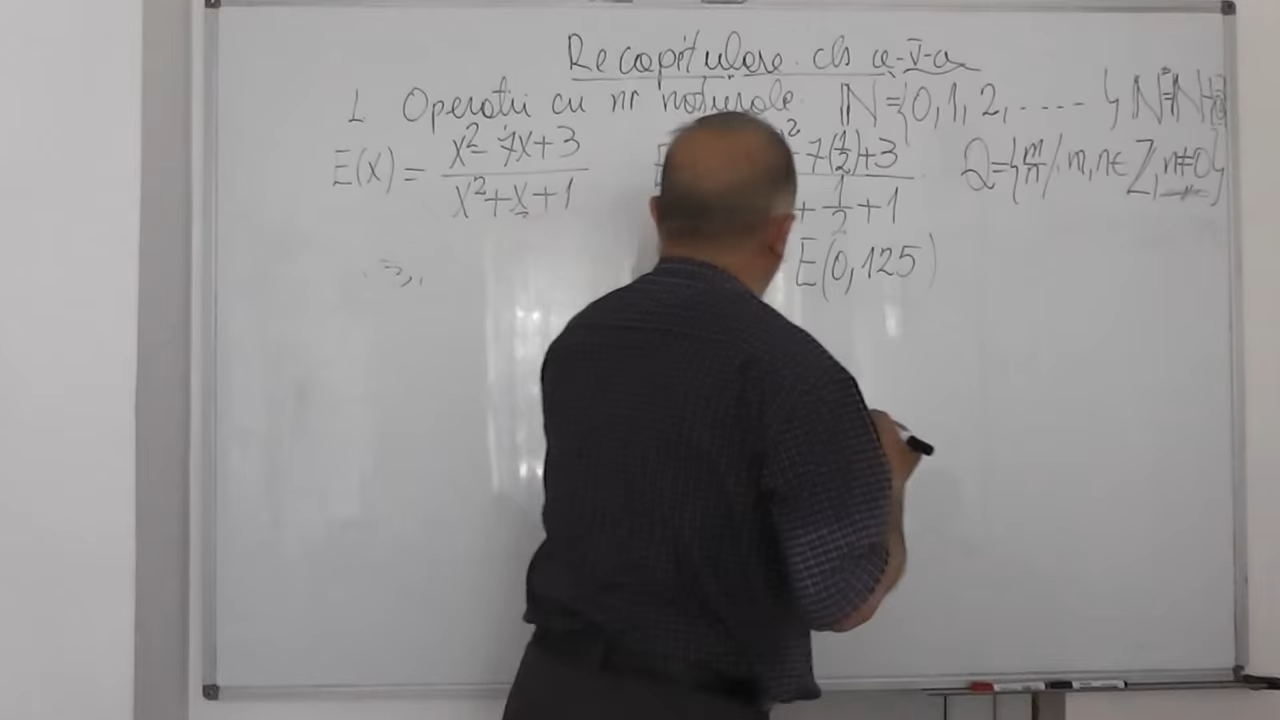 Recapitulare cls a-V-a
1 Operatii cu nr naturale. N={0,1,2,.....}
E(x)= x²-7x+3 / x²+x+1 ² -7(1/2)+3 / +1/2+1 Q={m/n / m,n∈Z, n≠0}
E(0,125)